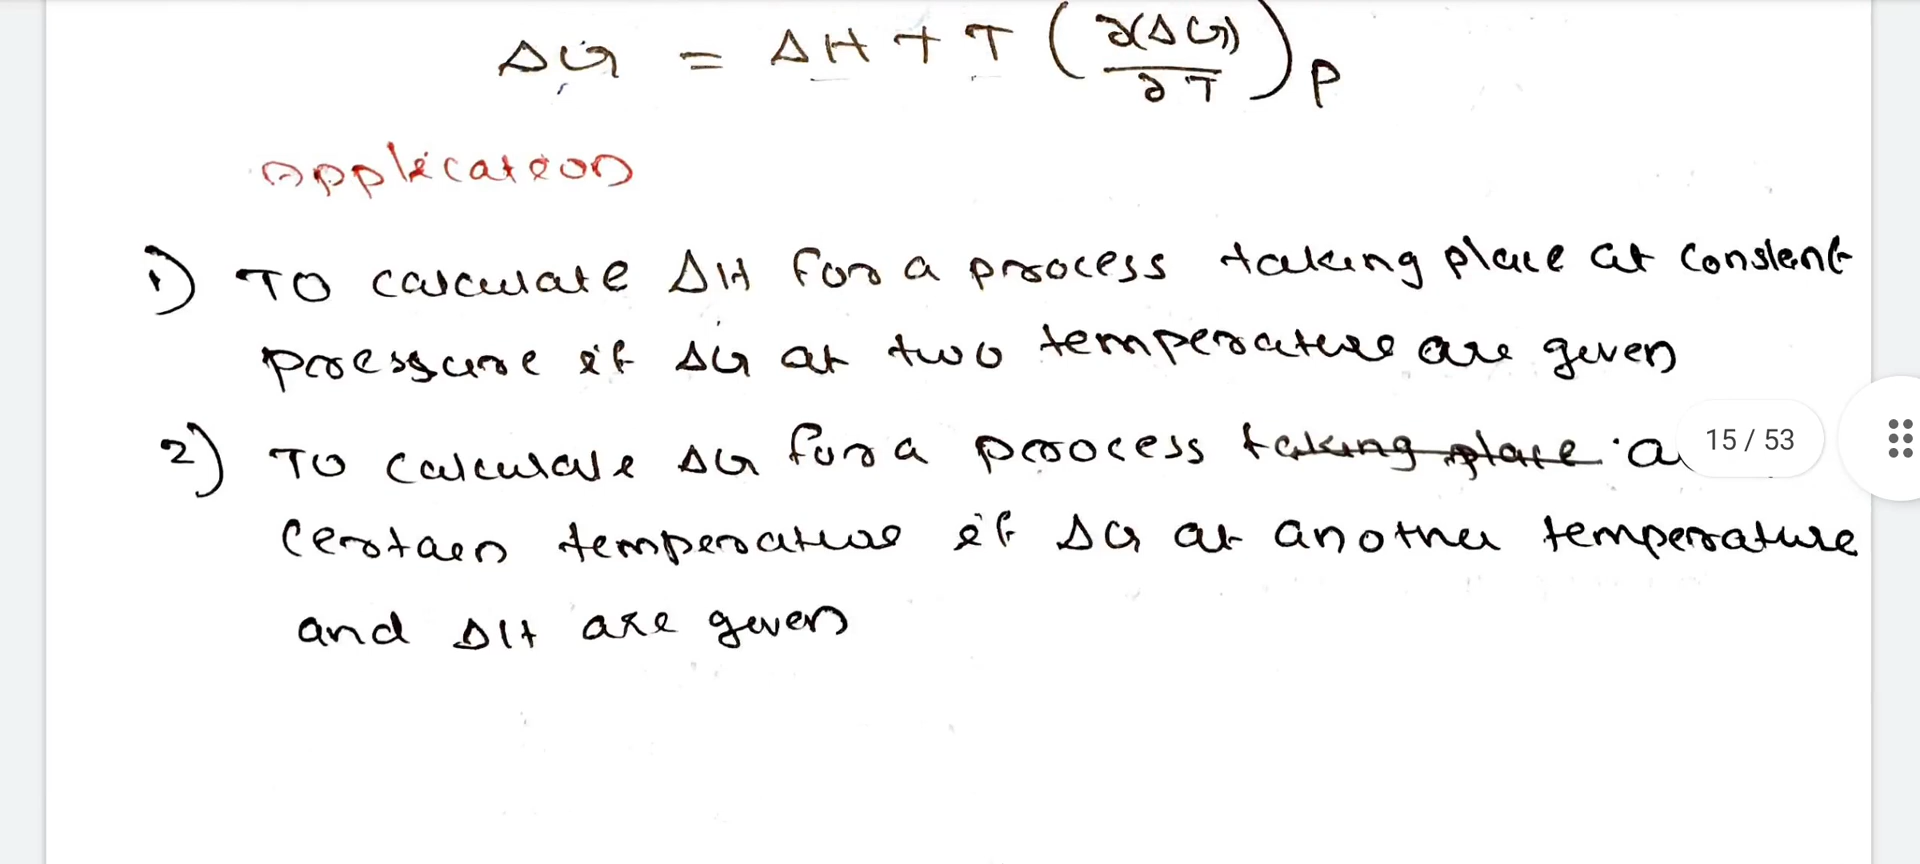 ΔG = ΔH + T (∂(ΔG)/∂T)P
Application
1) To calculate ΔH for a process taking place at constent
pressure if ΔG at two temperature are given
2) To calculate ΔG for a process taking place a
15 / 53
certain temperature if ΔG at another temperature
and ΔH are given